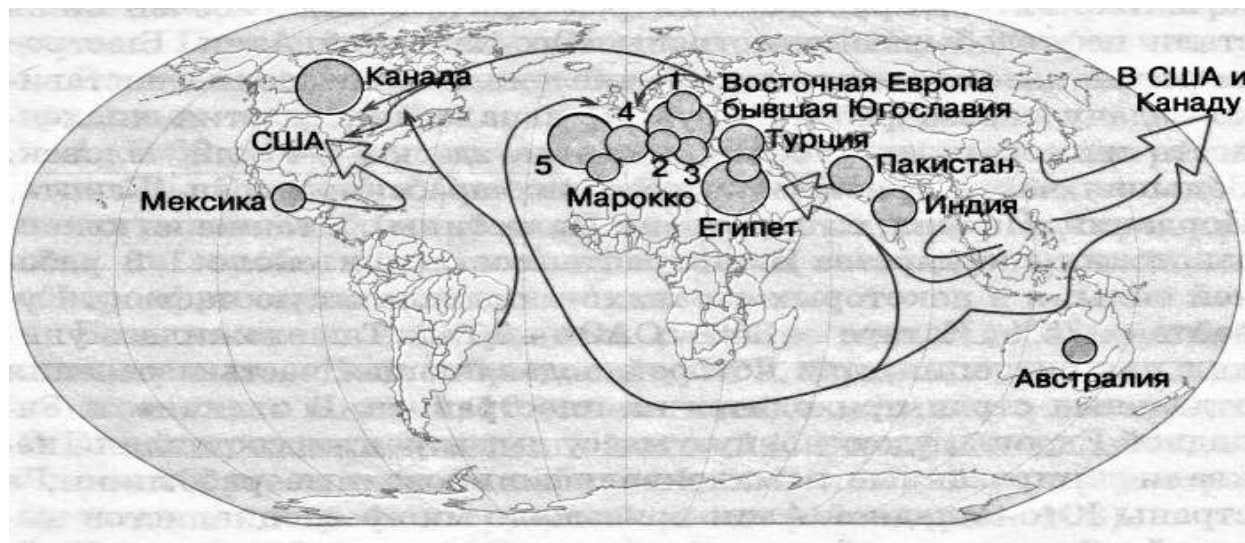 Канада
США
Мексика
1
4
5
2
3
Восточная Европа
бывшая Югославия
Турция
Марокко
Египет
Пакистан
Индия
В США и
Канаду
Австралия